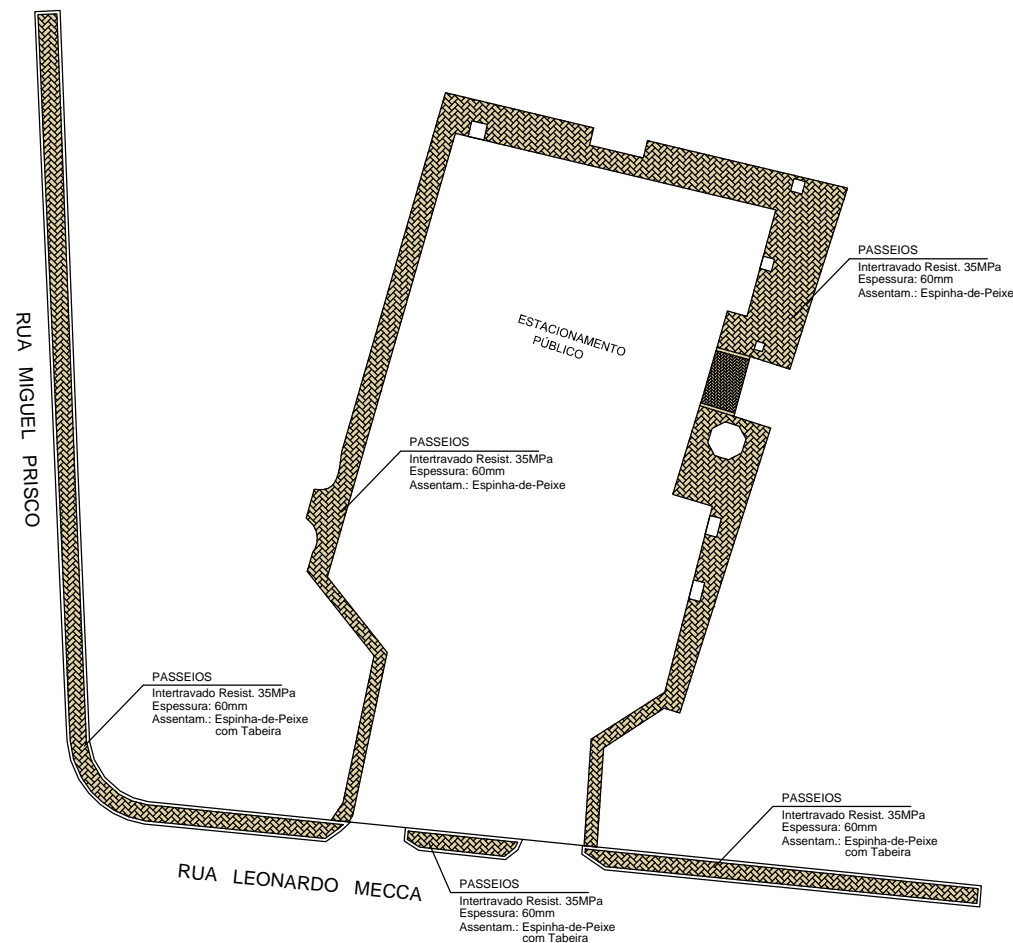 PASSEIOS
Intertravado Resist. 35MPa
Espessura: 60mm
Assentam.: Espinha-de-Peixe
RUA MIGUEL PRISCO
ESTACIONAMENTO
PÚBLICO
PASSEIOS
Intertravado Resist. 35MPa
Espessura: 60mm
Assentam.: Espinha-de-Peixe
PASSEIOS
Intertravado Resist. 35MPa
Espessura: 60mm
Assentam.: Espinha-de-Peixe
com Tabeira
PASSEIOS
Intertravado Resist. 35MPa
Espessura: 60mm
Assentam.: Espinha-de-Peixe
com Tabeira
RUA LEONARDO MECCA
PASSEIOS
Intertravado Resist. 35MPa
Espessura: 60mm
Assentam.: Espinha-de-Peixe
com Tabeira